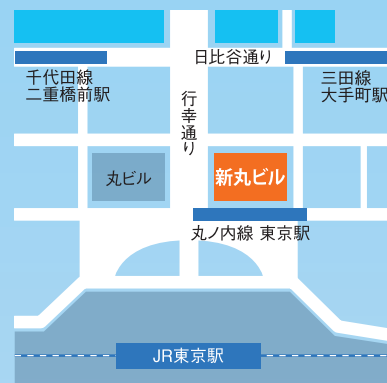 日比谷通り
千代田線
二重橋前駅
三田線
大手町駅
行幸通り
丸ビル
新丸ビル
丸ノ内線 東京駅
JR東京駅